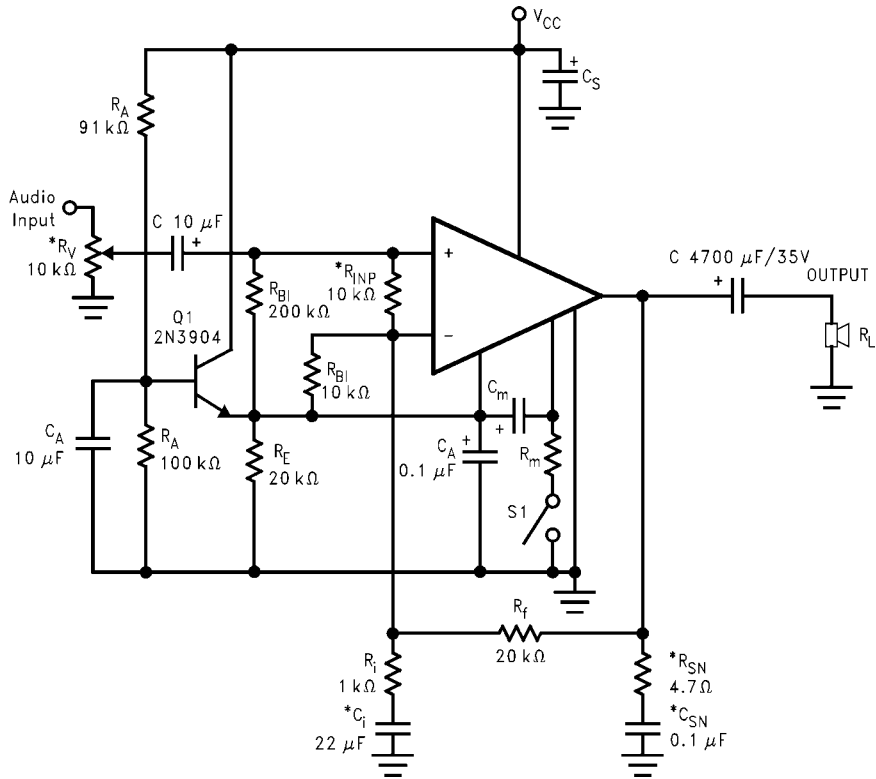 V_CC
+
C_S
R_A
91 kΩ
Audio
Input
*R_V
10 kΩ
C 10 μF
+
R_BI
200 kΩ
*R_INP
10 kΩ
+
−
C 4700 μF/35V
+
OUTPUT
R_L
Q1
2N3904
R_BI
10 kΩ
C_m
+
C_A
10 μF
R_A
100 kΩ
R_E
20 kΩ
C_A
+
0.1 μF
R_m
S1
R_f
20 kΩ
R_i
1 kΩ
*C_i
22 μF
*R_SN
4.7Ω
*C_SN
0.1 μF